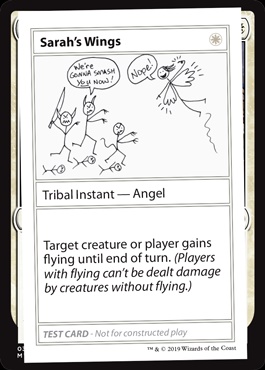 Sarah's Wings
We're
GONNA SMASH
YOU NOW!
Nope!
Tribal Instant — Angel
Target creature or player gains
flying until end of turn. (Players
with flying can't be dealt damage
by creatures without flying.)
TEST CARD - Not for constructed play
™ & © 2019 Wizards of the Coast